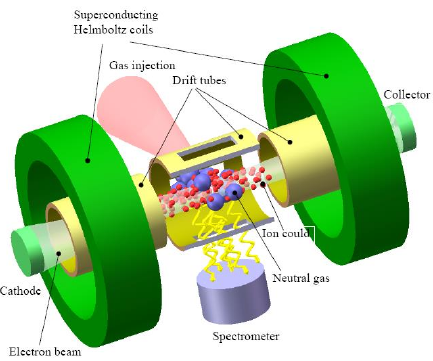 Superconducting
Helmboltz coils
Gas injection
Drift tubes
Collector
Ion could
Neutral gas
Cathode
Spectrometer
Electron beam